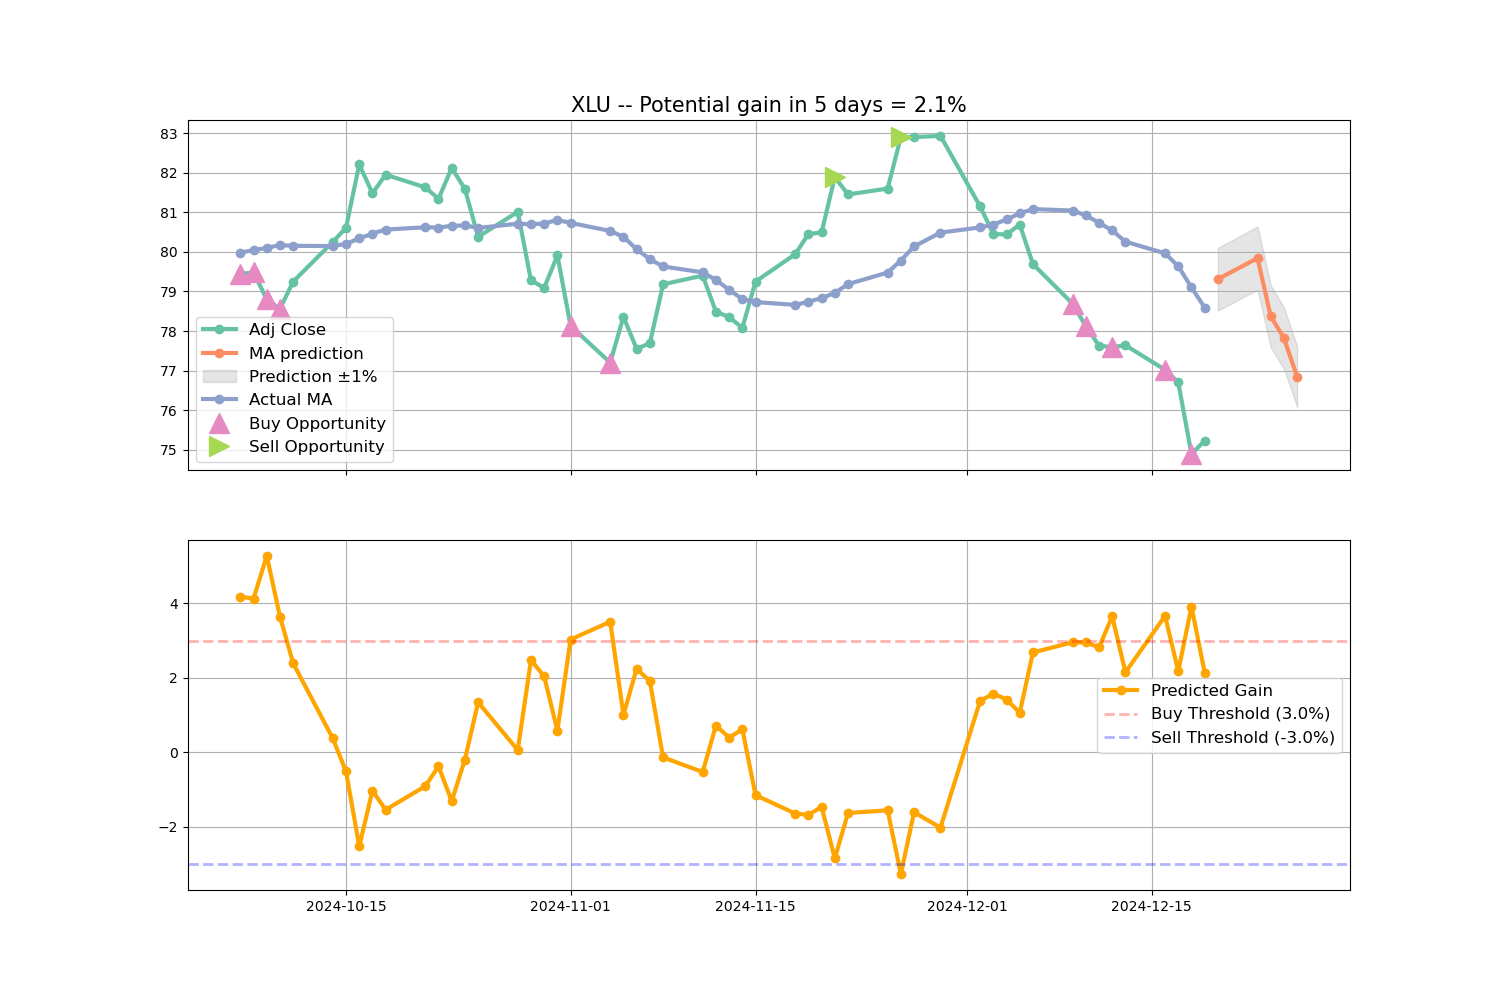 XLU -- Potential gain in 5 days = 2.1%
83
82
81
80
79
78
77
76
75
Adj Close
MA prediction
Prediction ±1%
Actual MA
Buy Opportunity
Sell Opportunity
4
2
0
−2
Predicted Gain
Buy Threshold (3.0%)
Sell Threshold (-3.0%)
2024-10-15
2024-11-01
2024-11-15
2024-12-01
2024-12-15